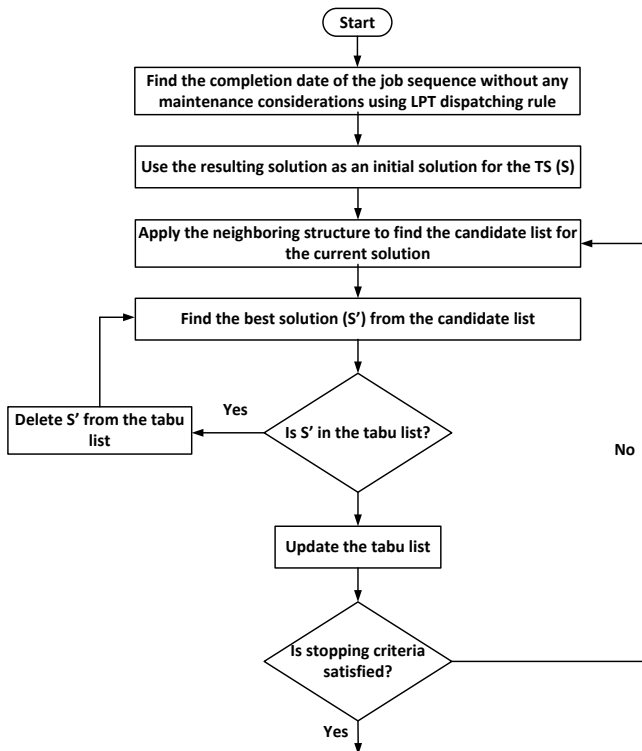 Start
Find the completion date of the job sequence without any
maintenance considerations using LPT dispatching rule
Use the resulting solution as an initial solution for the TS (S)
Apply the neighboring structure to find the candidate list for
the current solution
Find the best solution (S’) from the candidate list
Yes
Delete S’ from the tabu
list
Is S’ in the tabu list?
No
Update the tabu list
Is stopping criteria
satisfied?
Yes